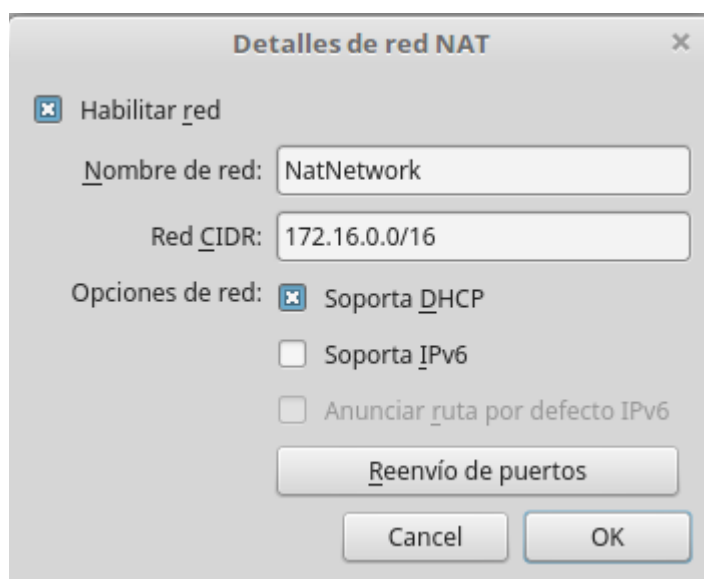 Detalles de red NAT
Habilitar red
Nombre de red: NatNetwork
Red CIDR: 172.16.0.0/16
Opciones de red: Soporta DHCP
Soporta IPv6
Anunciar ruta por defecto IPv6
Reenvío de puertos
Cancel OK